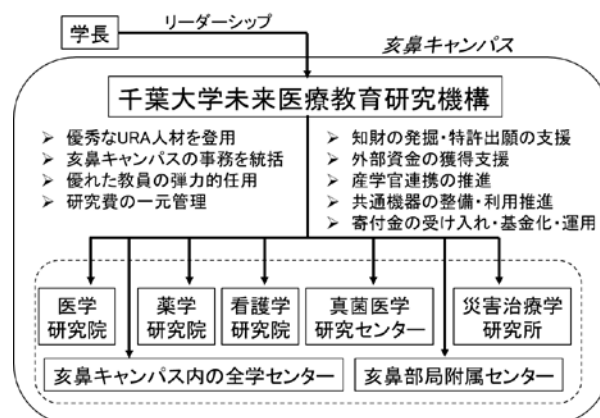 学長
リーダーシップ
亥鼻キャンパス
千葉大学未来医療教育研究機構
➢ 優秀なURA人材を登用
➢ 亥鼻キャンパスの事務を統括
➢ 優れた教員の弾力的任用
➢ 研究費の一元管理
➢ 知財の発掘・特許出願の支援
➢ 外部資金の獲得支援
➢ 産学官連携の推進
➢ 共通機器の整備・利用推進
➢ 寄付金の受け入れ・基金化・運用
医学
研究院
薬学
研究院
看護学
研究院
真菌医学
研究センター
災害治療学
研究所
亥鼻キャンパス内の全学センター
亥鼻部局附属センター